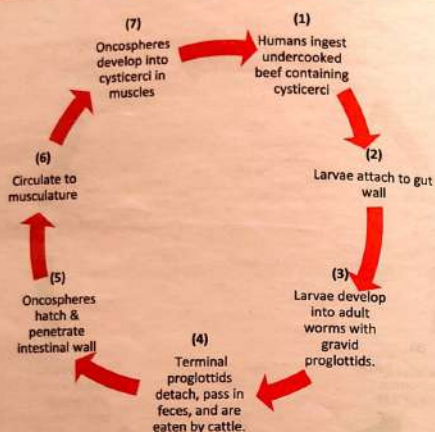 (1)
Humans ingest
undercooked
beef containing
cysticerci
(2)
Larvae attach to gut
wall
(3)
Larvae develop
into adult
worms with
gravid
proglottids.
(4)
Terminal
proglottids
detach, pass in
feces, and are
eaten by cattle.
(5)
Oncospheres
hatch &
penetrate
intestinal wall
(6)
Circulate to
musculature
(7)
Oncospheres
develop into
cysticerci in
muscles